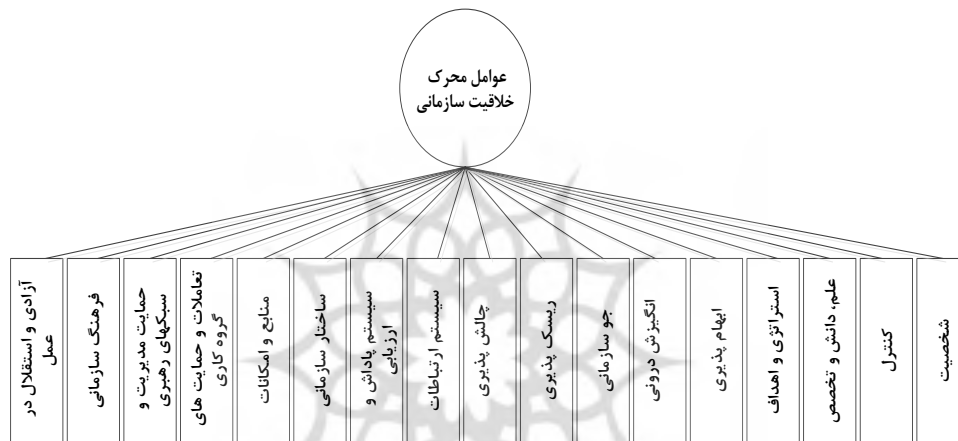 عوامل محرک
خلاقیت سازمانی
شخصیت
کنترل
علم، دانش و تخصص
استراتژی و اهداف
ابهام پذیری
انگیزش درونی
جو سازمانی
ریسک پذیری
چالش پذیری
سیستم ارتباطات
سیستم پاداش و
ارزیابی
ساختار سازمانی
منابع و امکانات
تعاملات و حمایت های
گروه کاری
حمایت مدیریت و
سبکهای رهبری
فرهنگ سازمانی
آزادی و استقلال در
عمل